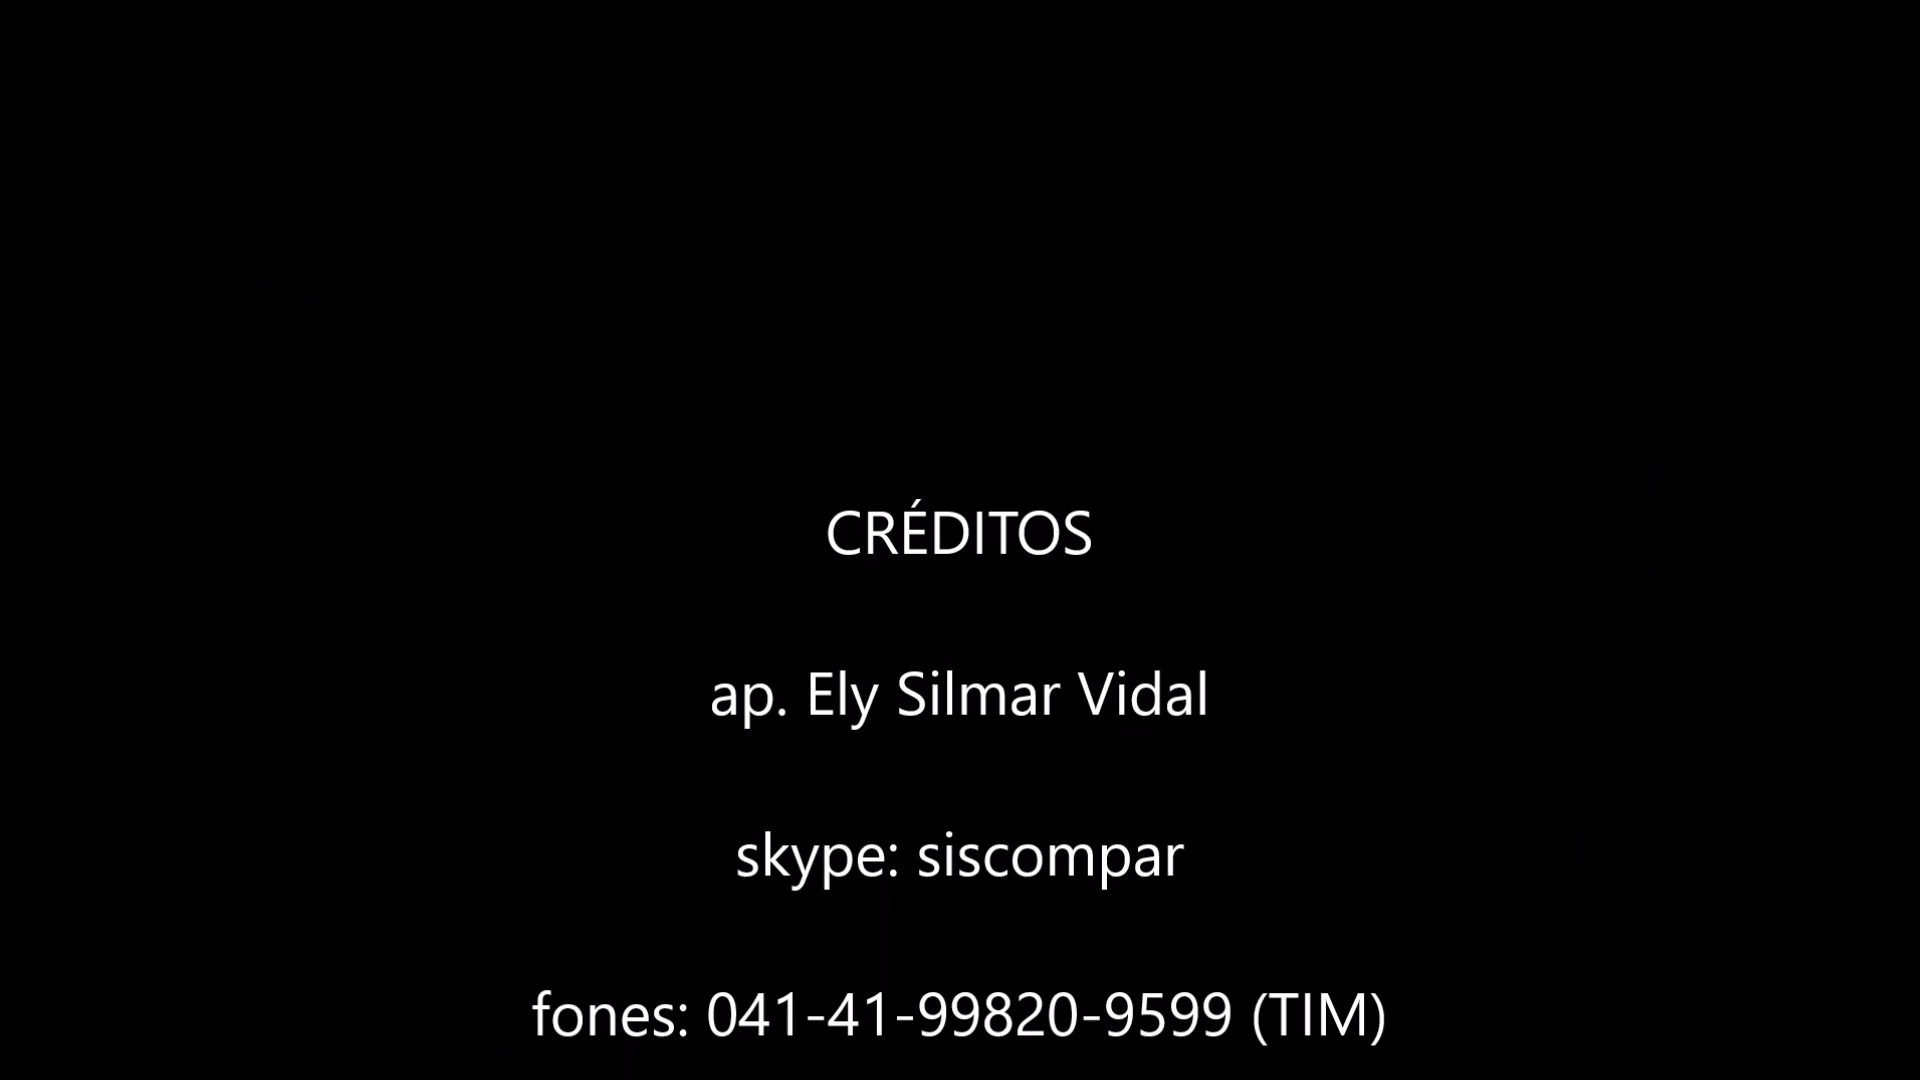 CRÉDITOS
ap. Ely Silmar Vidal
skype: siscompar
fones: 041-41-99820-9599 (TIM)